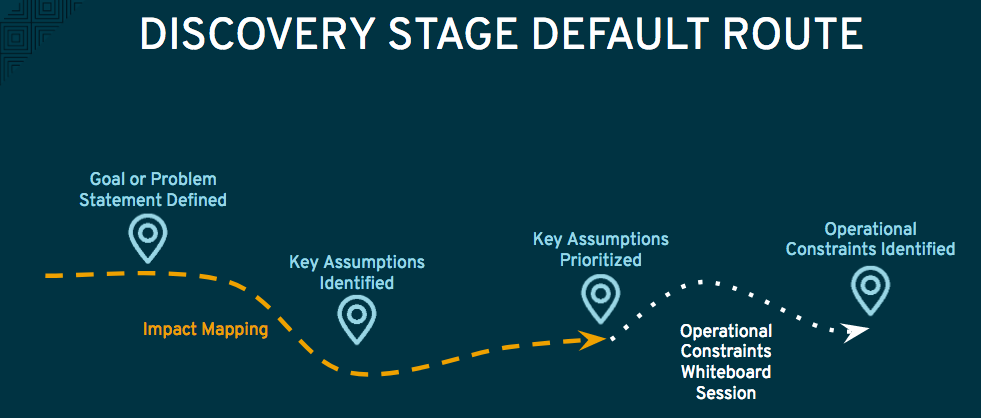 DISCOVERY STAGE DEFAULT ROUTE
Goal or Problem
Statement Defined
Key Assumptions
Identified
Key Assumptions
Prioritized
Operational
Constraints Identified
Impact Mapping
Operational
Constraints
Whiteboard
Session